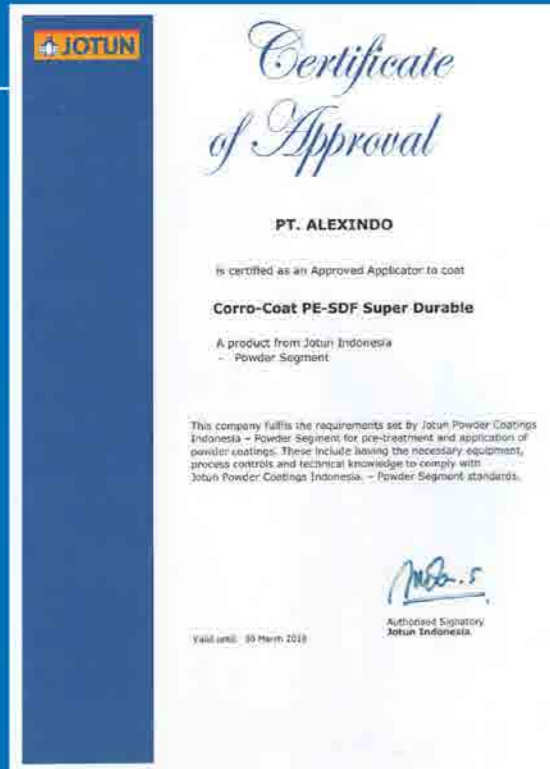 JOTUN
Certificate
of Approval
PT. ALEXINDO
is certified as an Approved Applicator to coat
Corro-Coat PE-SDF Super Durable
A product from Jotun Indonesia
- Powder Segment
This company fulfils the requirements set by Jotun Powder Coatings
Indonesia – Powder Segment for pre-treatment and application of
powder coatings. These include having the necessary equipment,
process controls and technical knowledge to comply with
Jotun Powder Coatings Indonesia. – Powder Segment standards.
Authorised Signatory
Jotun Indonesia
Valid until March